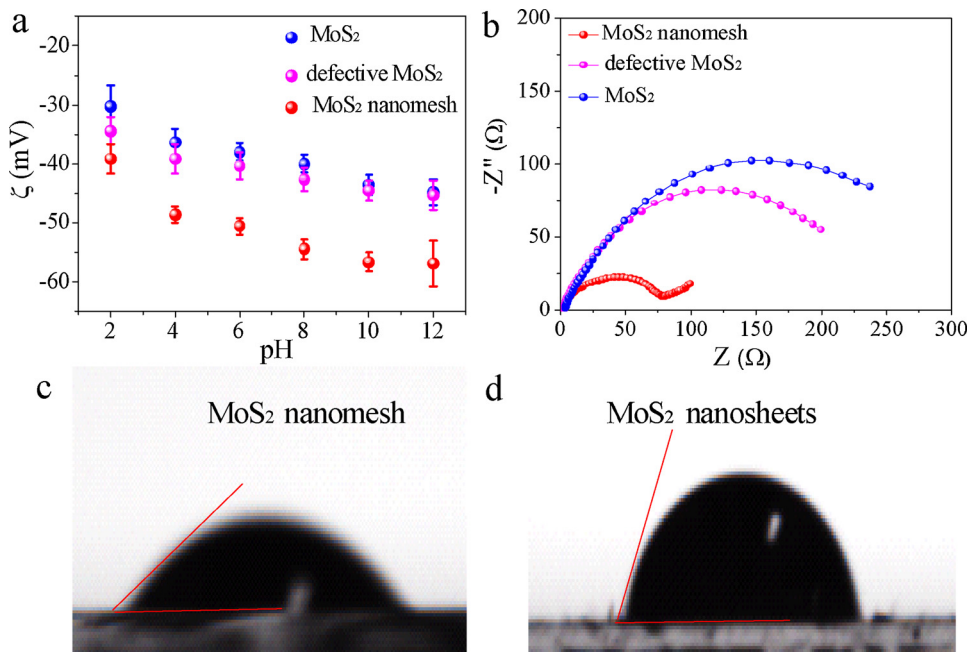 a
-20
-30
-40
-50
-60
ζ (mV)
MoS₂
defective MoS₂
MoS₂ nanomesh
2 4 6 8 10 12
pH
b
200
150
100
50
0
-Z" (Ω)
MoS₂ nanomesh
defective MoS₂
MoS₂
0 50 100 150 200 250 300
Z (Ω)
c
MoS₂ nanomesh
d
MoS₂ nanosheets